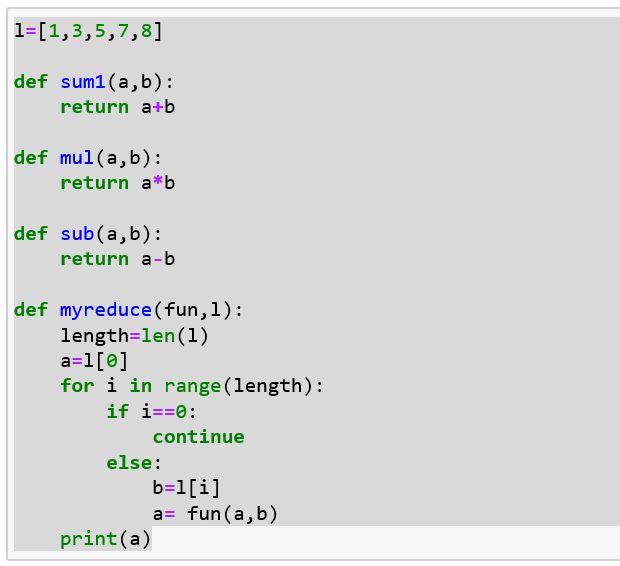 l=[1,3,5,7,8]

def sum1(a,b):
    return a+b

def mul(a,b):
    return a*b

def sub(a,b):
    return a-b

def myreduce(fun,l):
    length=len(l)
    a=l[0]
    for i in range(length):
        if i==0:
            continue
        else:
            b=l[i]
            a= fun(a,b)
    print(a)